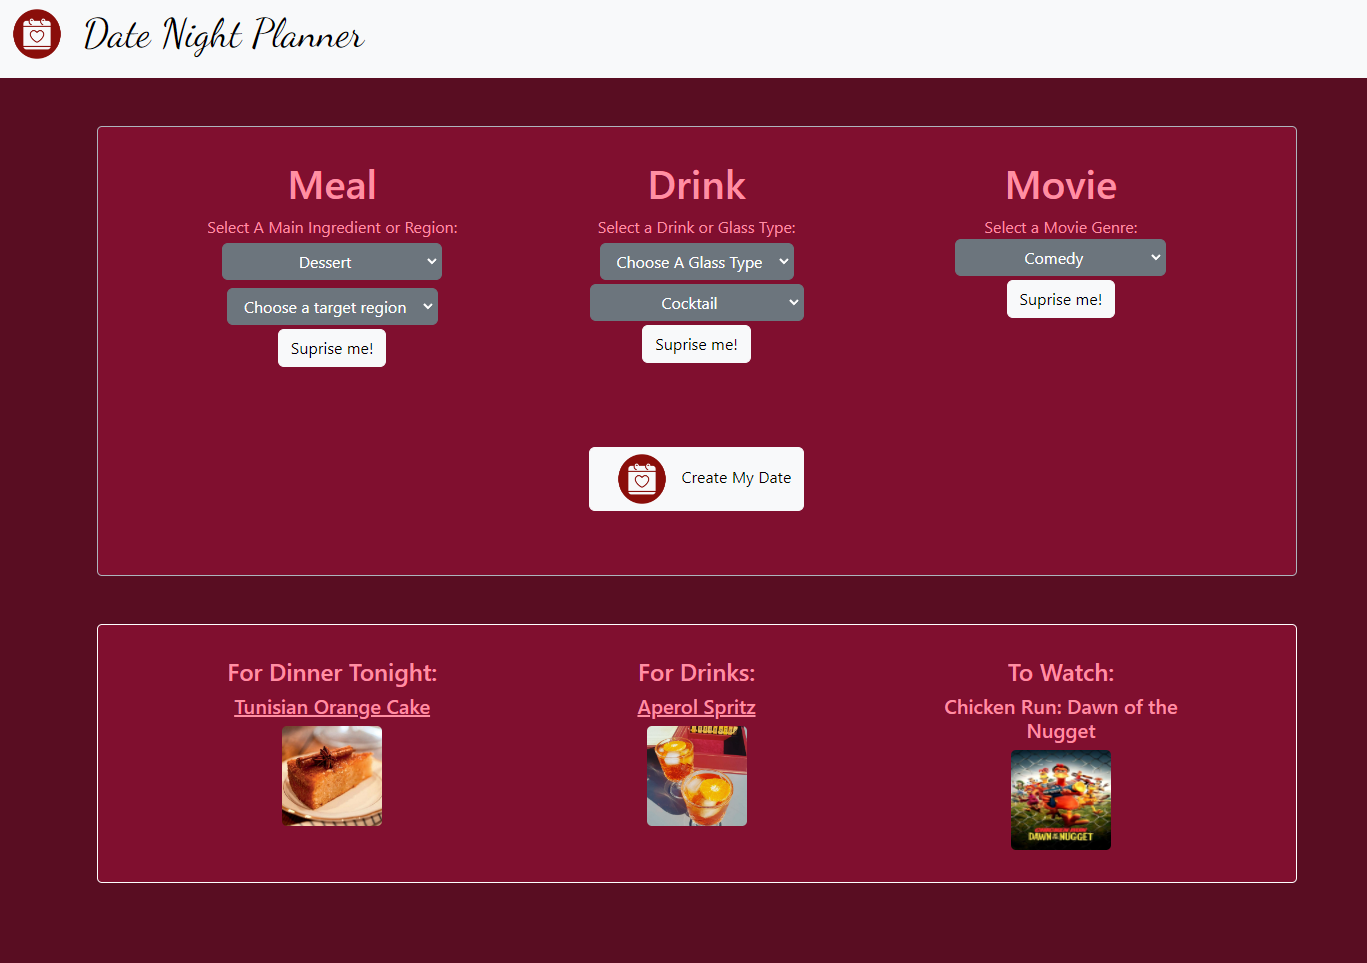 Date Night Planner
Meal
Select A Main Ingredient or Region:
Dessert
Choose a target region
Suprise me!
Drink
Select a Drink or Glass Type:
Choose A Glass Type
Cocktail
Suprise me!
Movie
Select a Movie Genre:
Comedy
Suprise me!
Create My Date
For Dinner Tonight:
Tunisian Orange Cake
For Drinks:
Aperol Spritz
To Watch:
Chicken Run: Dawn of the
Nugget
DAWN OF THE NUGGET